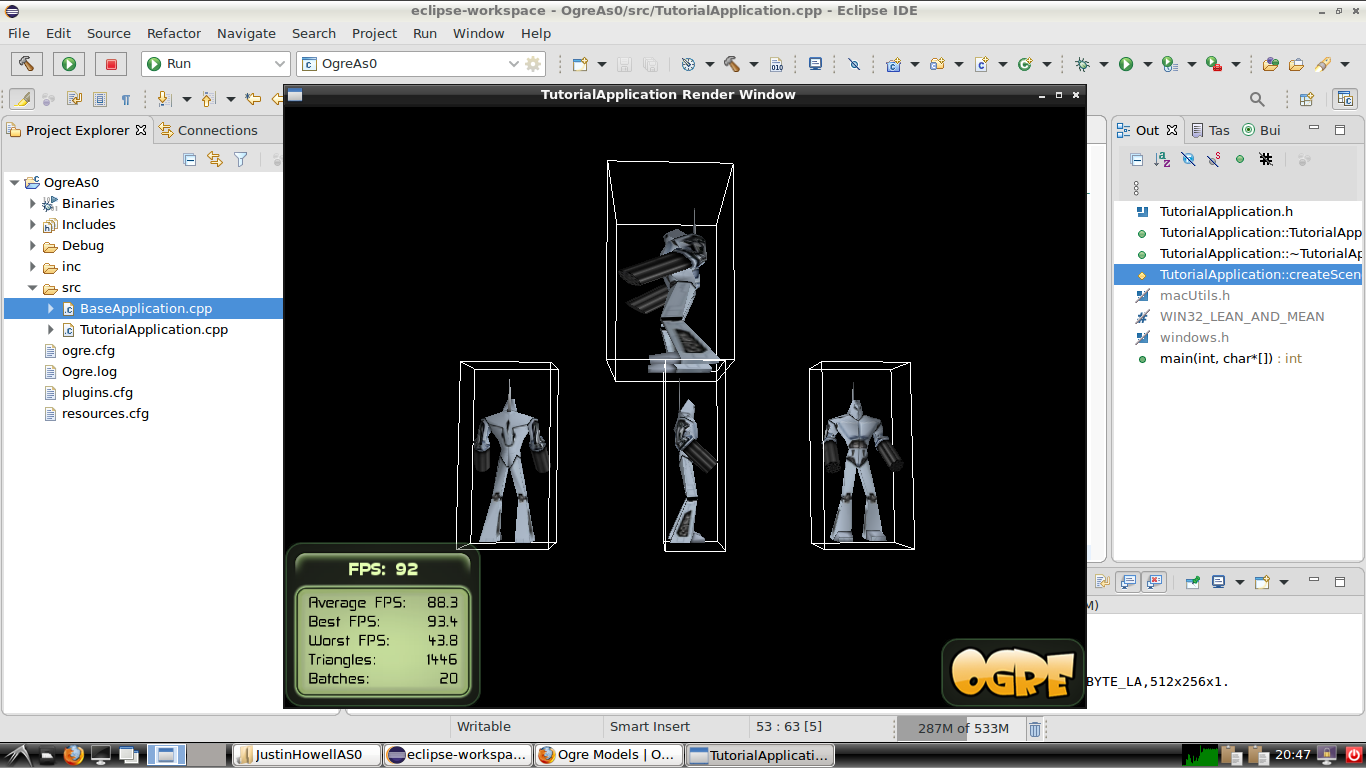 eclipse-workspace - OgreAs0/src/TutorialApplication.cpp - Eclipse IDE
File Edit Source Refactor Navigate Search Project Run Window Help
Run OgreAs0
TutorialApplication Render Window
Project Explorer Connections
OgreAs0
Binaries
Includes
Debug
inc
src
BaseApplication.cpp
TutorialApplication.cpp
ogre.cfg
Ogre.log
plugins.cfg
resources.cfg
FPS: 92
Average FPS: 88.3
Best FPS: 93.4
Worst FPS: 43.8
Triangles: 1446
Batches: 20
OGRE
Out Tas Bui
TutorialApplication.h
TutorialApplication::TutorialApp
TutorialApplication::~TutorialAp
TutorialApplication::createScen
macUtils.h
WIN32_LEAN_AND_MEAN
windows.h
main(int, char*[]) : int
M)
BYTE_LA,512x256x1.
Writable Smart Insert 53 : 63 [5] 287M of 533M
JustinHowellAS0 eclipse-workspa... Ogre Models | O... TutorialApplicati... 20:47